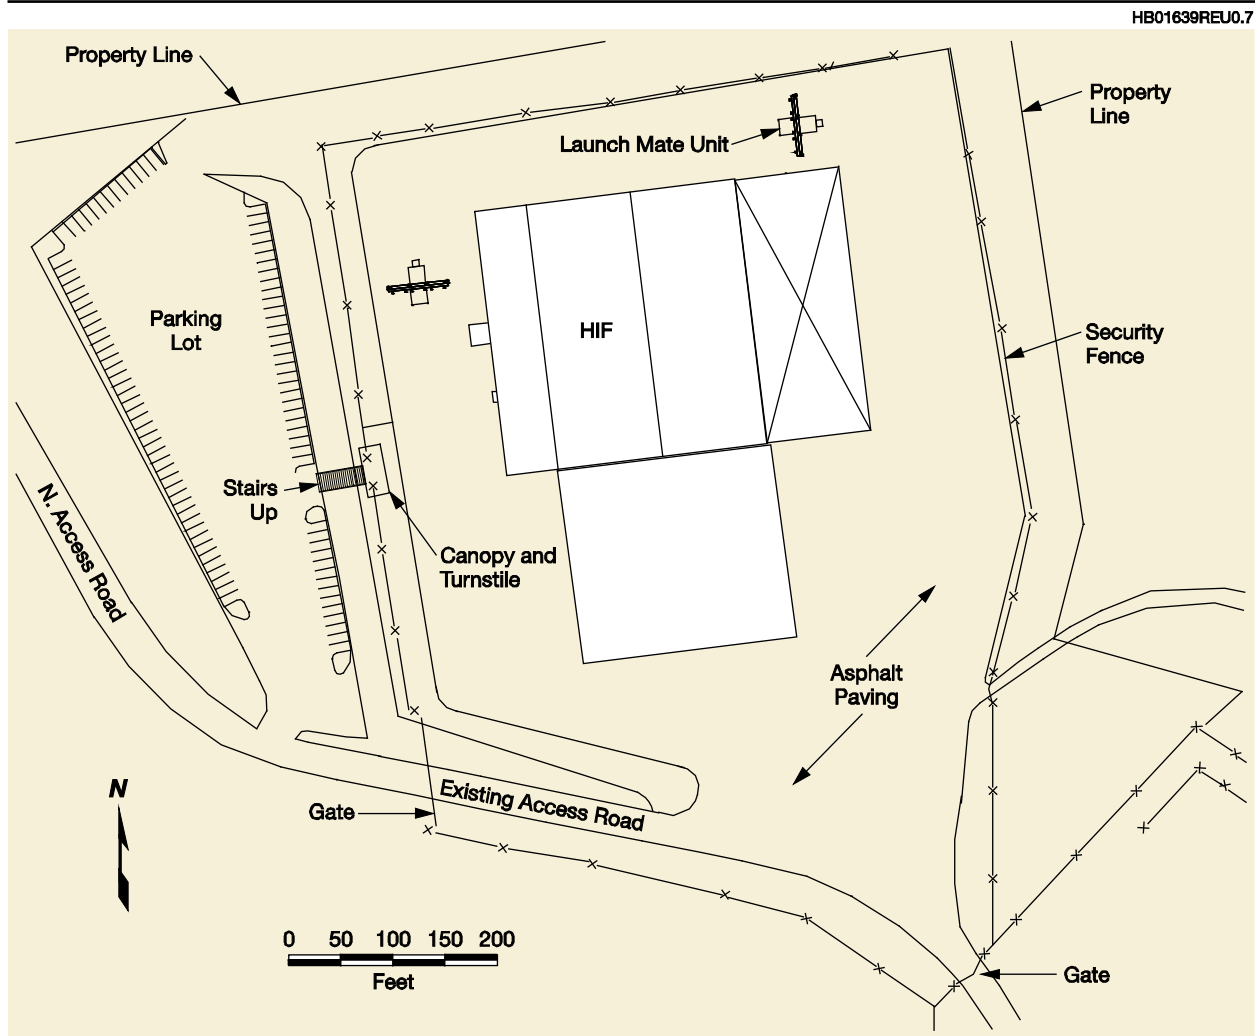 HB01639REU0.7
Property Line
Property
Line
Launch Mate Unit
Parking
Lot
HIF
Security
Fence
Stairs
Up
N. Access Road
Canopy and
Turnstile
Asphalt
Paving
N
Existing Access Road
Gate
0 50 100 150 200
Feet
Gate